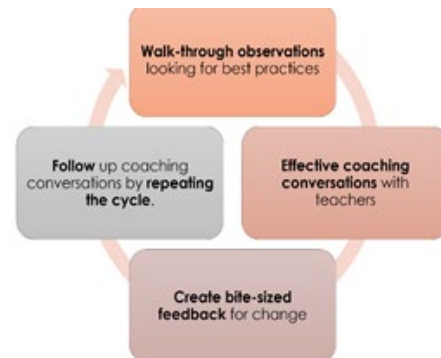 Walk-through observations
looking for best practices
Effective coaching
conversations with
teachers
Create bite-sized
feedback for change
Follow up coaching
conversations by repeating
the cycle.